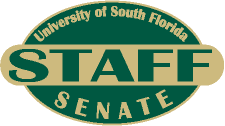 University of South Florida
STAFF
SENATE